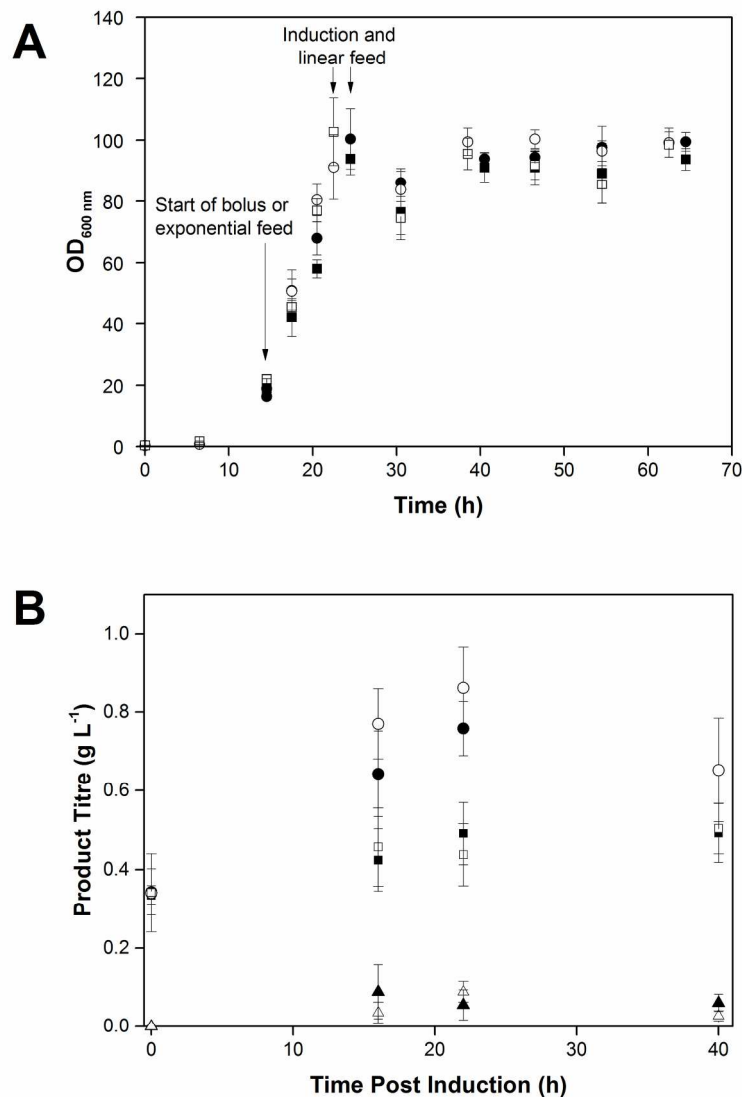 A
140
120
100
80
60
40
20
0
OD600 nm
Induction and
linear feed
Start of bolus or
exponential feed
0 10 20 30 40 50 60 70
Time (h)
B
1.0
0.8
0.6
0.4
0.2
0.0
Product Titre (g L-1)
0 10 20 30 40
Time Post Induction (h)